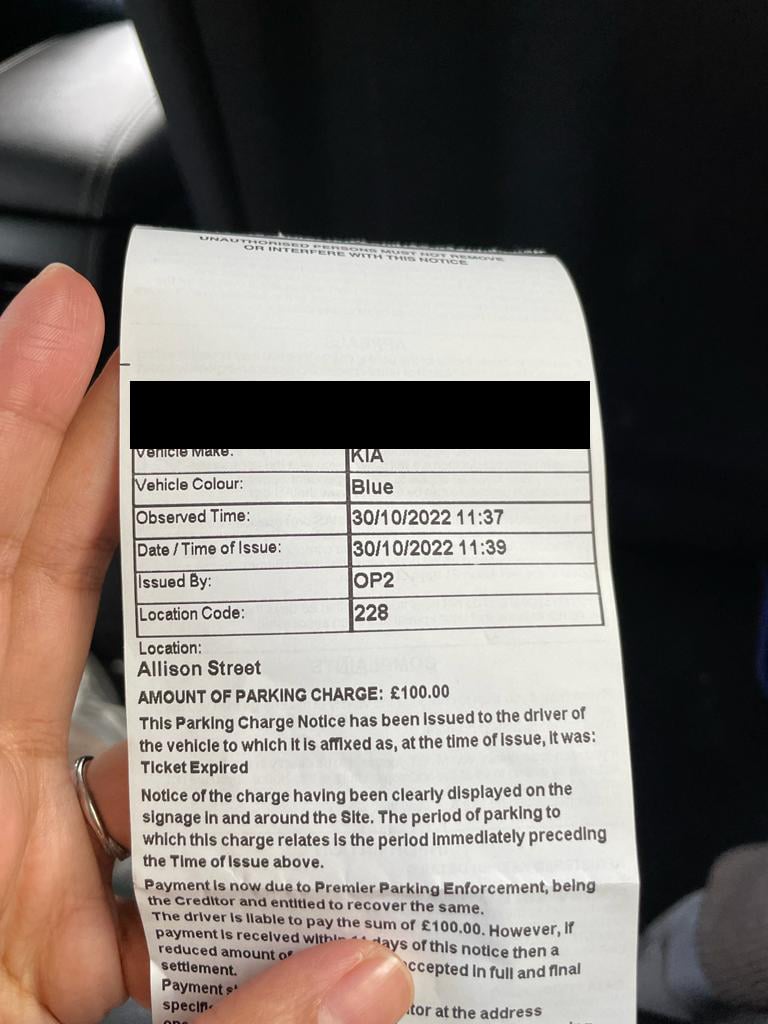 UNAUTHORISED PERSONS MUST NOT REMOVE
OR INTERFERE WITH THIS NOTICE
Vehicle Make: KIA
Vehicle Colour: Blue
Observed Time: 30/10/2022 11:37
Date / Time of Issue: 30/10/2022 11:39
Issued By: OP2
Location Code: 228
Location:
Allison Street
AMOUNT OF PARKING CHARGE: £100.00
This Parking Charge Notice has been issued to the driver of
the vehicle to which it is affixed as, at the time of issue, it was:
Ticket Expired
Notice of the charge having been clearly displayed on the
signage in and around the Site. The period of parking to
which this charge relates is the period immediately preceding
the Time of Issue above.
Payment is now due to Premier Parking Enforcement, being
the Creditor and entitled to recover the same.
The driver is liable to pay the sum of £100.00. However, if
payment is received within days of this notice then a
reduced amount of accepted in full and final
settlement.
Payment
at the address